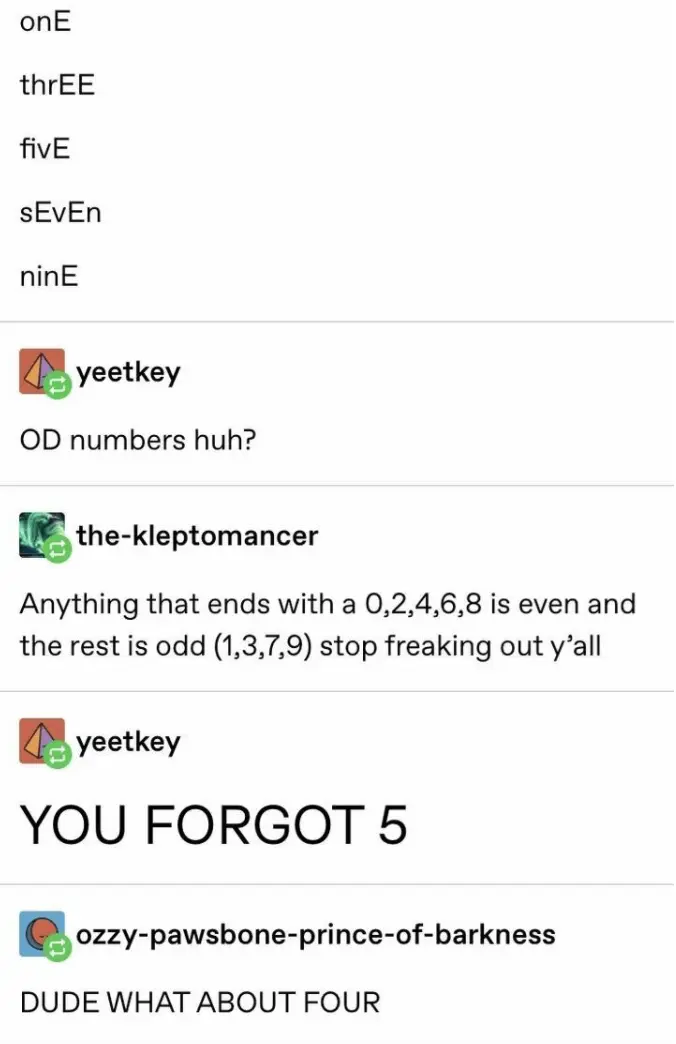 onE
thrEE
fivE
sEvEn
ninE
yeetkey
OD numbers huh?
the-kleptomancer
Anything that ends with a 0,2,4,6,8 is even and
the rest is odd (1,3,7,9) stop freaking out y’all
yeetkey
YOU FORGOT 5
ozzy-pawsbone-prince-of-barkness
DUDE WHAT ABOUT FOUR